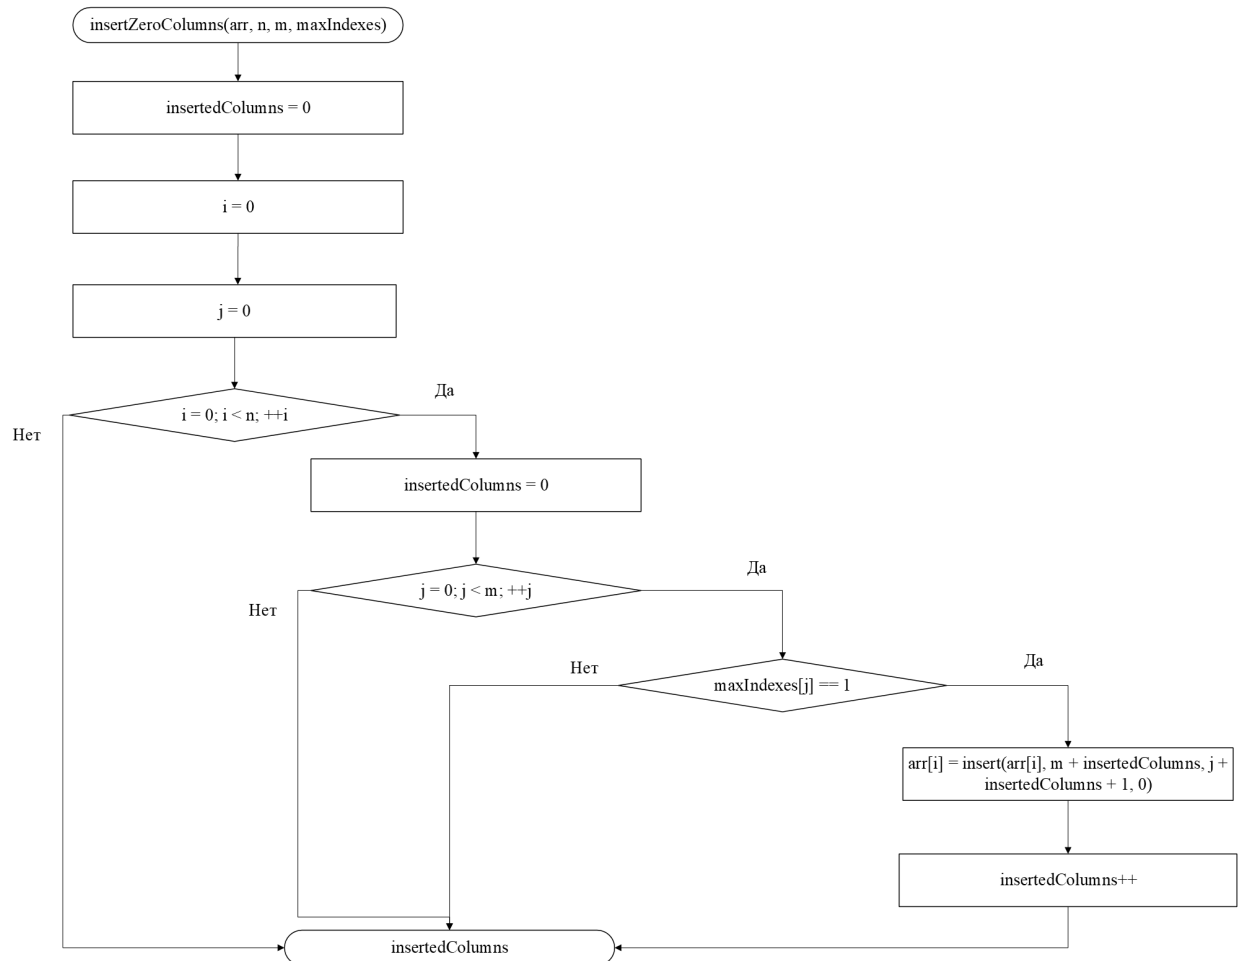 insertZeroColumns(arr, n, m, maxIndexes)
insertedColumns = 0
i = 0
j = 0
Да
i = 0; i < n; ++i
Нет
insertedColumns = 0
Да
j = 0; j < m; ++j
Нет
Да
Нет
maxIndexes[j] == 1
arr[i] = insert(arr[i], m + insertedColumns, j +
insertedColumns + 1, 0)
insertedColumns++
insertedColumns